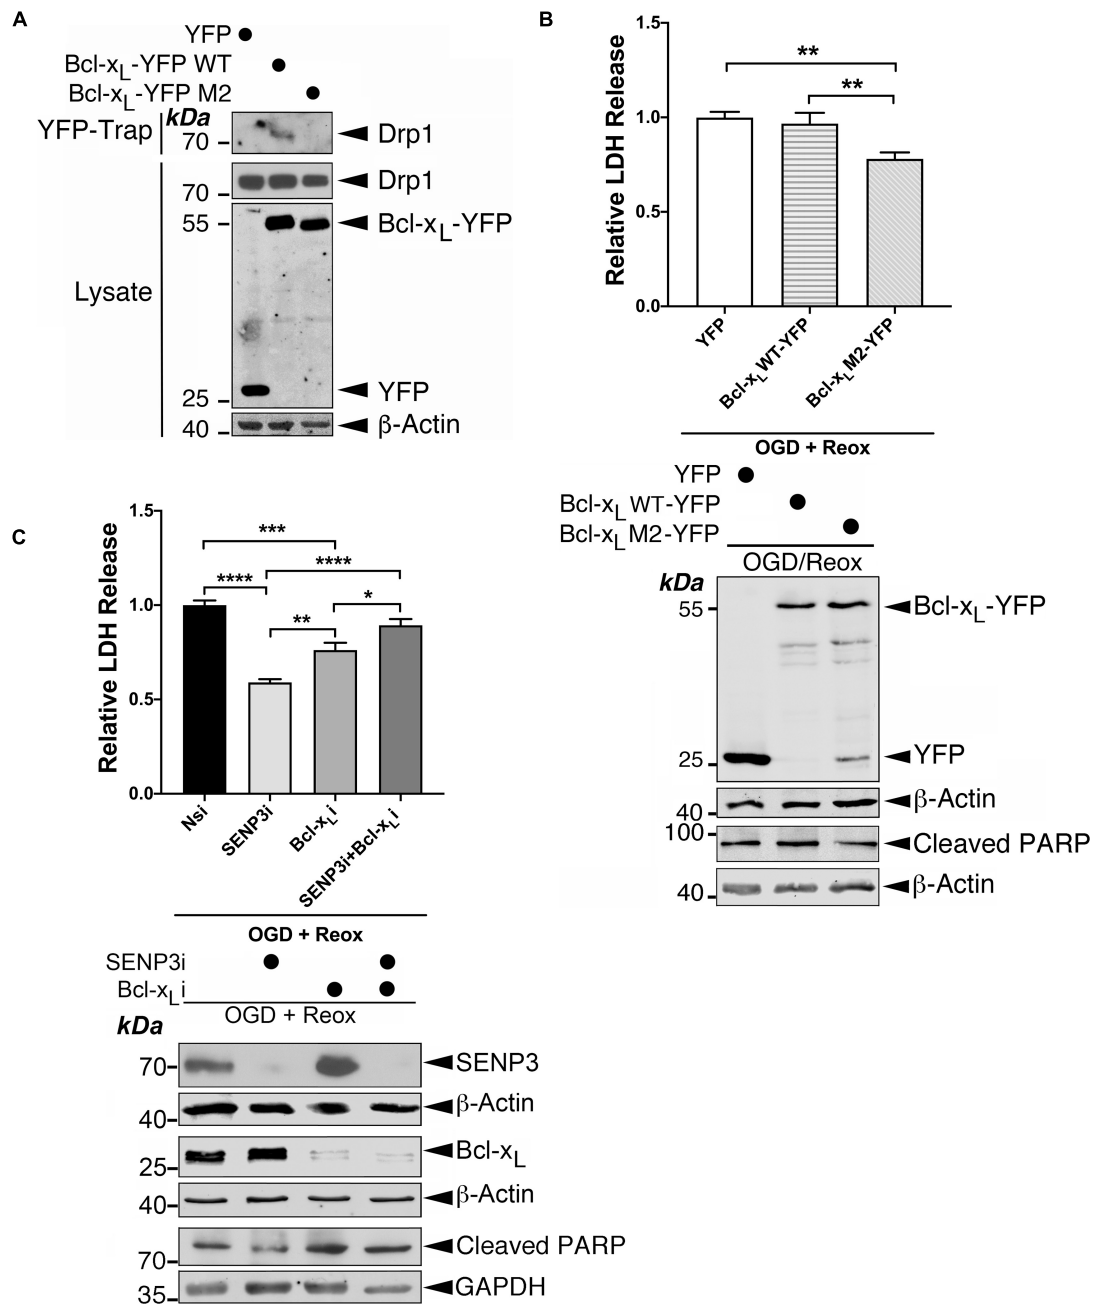 A
YFP ●
Bcl-xL-YFP WT ●
Bcl-xL-YFP M2 ●
kDa
YFP-Trap
70
Drp1
Drp1
70
55
Bcl-xL-YFP
Lysate
YFP
25
β-Actin
40
B
Relative LDH Release
1.5
1.0
0.5
0.0
**
**
YFP
Bcl-xLWT-YFP
Bcl-xLM2-YFP
OGD + Reox
YFP ●
Bcl-xL WT-YFP ●
Bcl-xL M2-YFP ●
OGD/Reox
kDa
55
Bcl-xL-YFP
25
YFP
β-Actin
40
100
Cleaved PARP
β-Actin
40
C
Relative LDH Release
1.5
1.0
0.5
0.0
***
****
****
*
**
Nsi
SENP3i
Bcl-xLi
SENP3i+Bcl-xLi
OGD + Reox
SENP3i ● ●
Bcl-xL i ● ●
OGD + Reox
kDa
70
SENP3
β-Actin
40
Bcl-xL
25
β-Actin
40
Cleaved PARP
70
GAPDH
35